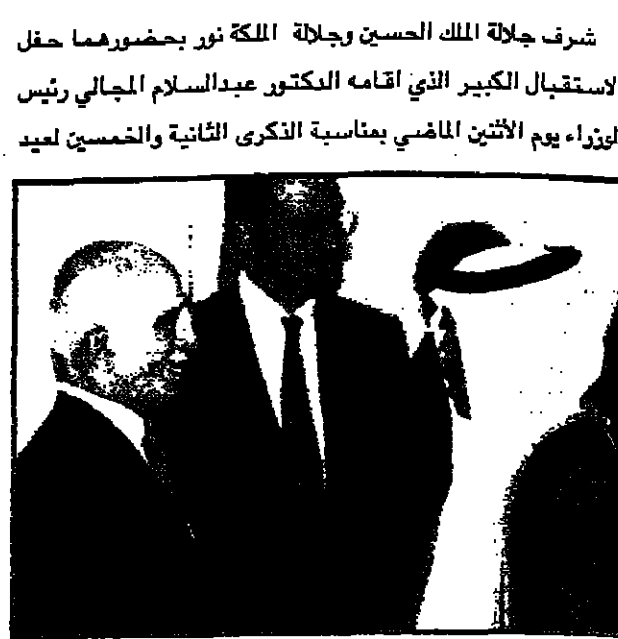 شرف جلالة الملك الحسين وجلالة الملكة نور بحضورهما حفل
لاستقبال الكبير الذي اقامه الدكتور عبدالسلام المجالي رئيس
لوزراء يوم الأثنين الماضي بمناسبة الذكرى الثانية والخمسين لعيد